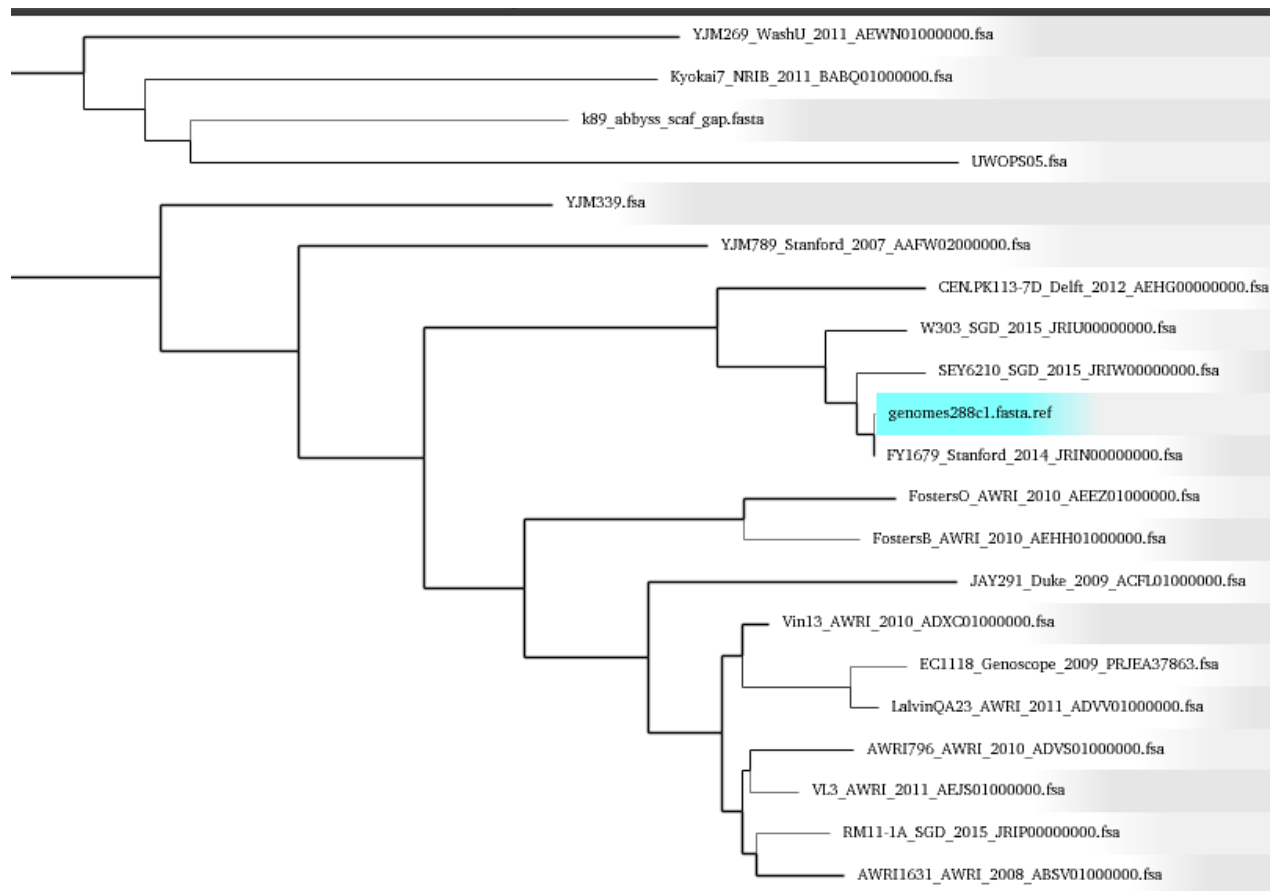 YJM269_WashU_2011_AEWN01000000.fsa
Kyokai7_NRIB_2011_BABQ01000000.fsa
k89_abbyss_scaf_gap.fasta
UWOPS05.fsa
YJM339.fsa
YJM789_Stanford_2007_AAFW02000000.fsa
CEN.PK113-7D_Delft_2012_AEHG00000000.fsa
W303_SGD_2015_JRIU00000000.fsa
SEY6210_SGD_2015_JRIW00000000.fsa
genomes288c1.fasta.ref
FY1679_Stanford_2014_JRIN00000000.fsa
FostersO_AWRI_2010_AEEZ01000000.fsa
FostersB_AWRI_2010_AEHH01000000.fsa
JAY291_Duke_2009_ACFL01000000.fsa
Vin13_AWRI_2010_ADXC01000000.fsa
EC1118_Genoscope_2009_PRJEA37863.fsa
LalvinQA23_AWRI_2011_ADVV01000000.fsa
AWRI796_AWRI_2010_ADVS01000000.fsa
VL3_AWRI_2011_AEJS01000000.fsa
RM11-1A_SGD_2015_JRIP00000000.fsa
AWRI1631_AWRI_2008_ABSV01000000.fsa